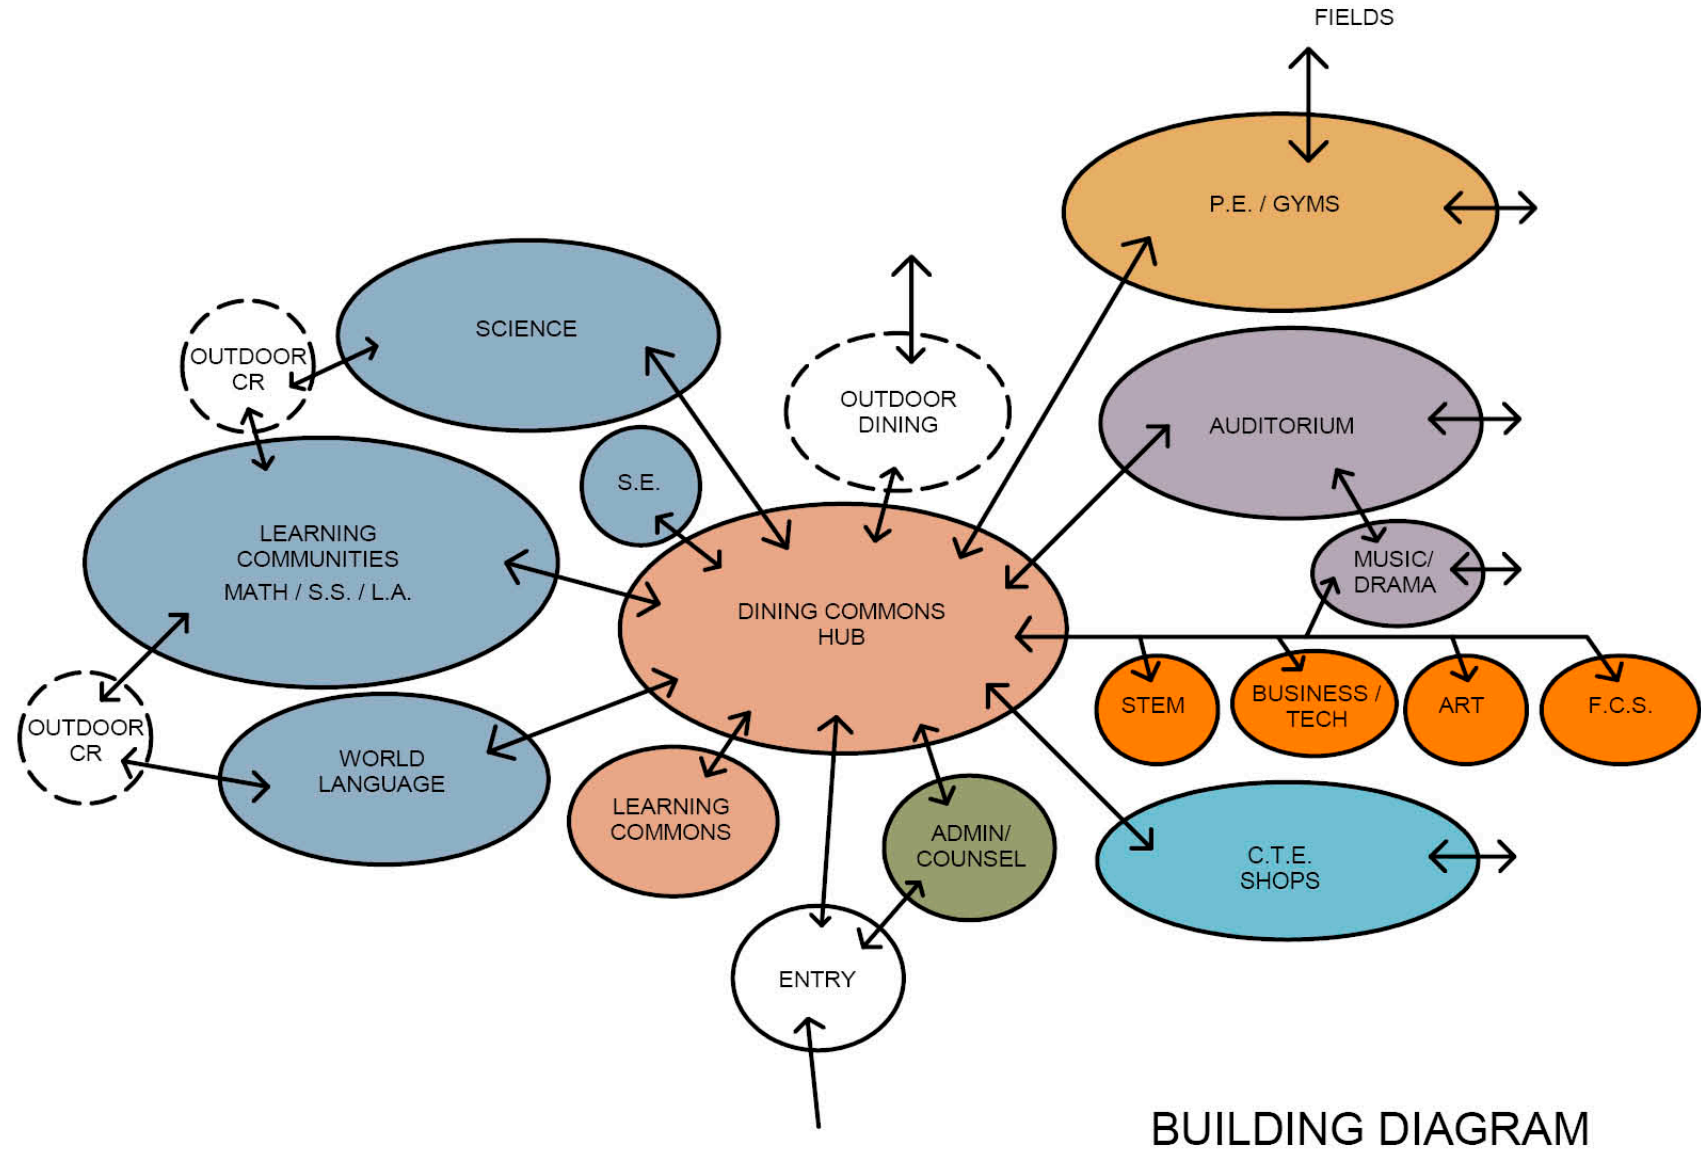 FIELDS
P.E. / GYMS
SCIENCE
OUTDOOR
CR
OUTDOOR
DINING
AUDITORIUM
S.E.
LEARNING
COMMUNITIES
MATH / S.S. / L.A.
MUSIC/
DRAMA
DINING COMMONS
HUB
STEM
BUSINESS /
TECH
ART
F.C.S.
OUTDOOR
CR
WORLD
LANGUAGE
LEARNING
COMMONS
ADMIN/
COUNSEL
C.T.E.
SHOPS
ENTRY
BUILDING DIAGRAM